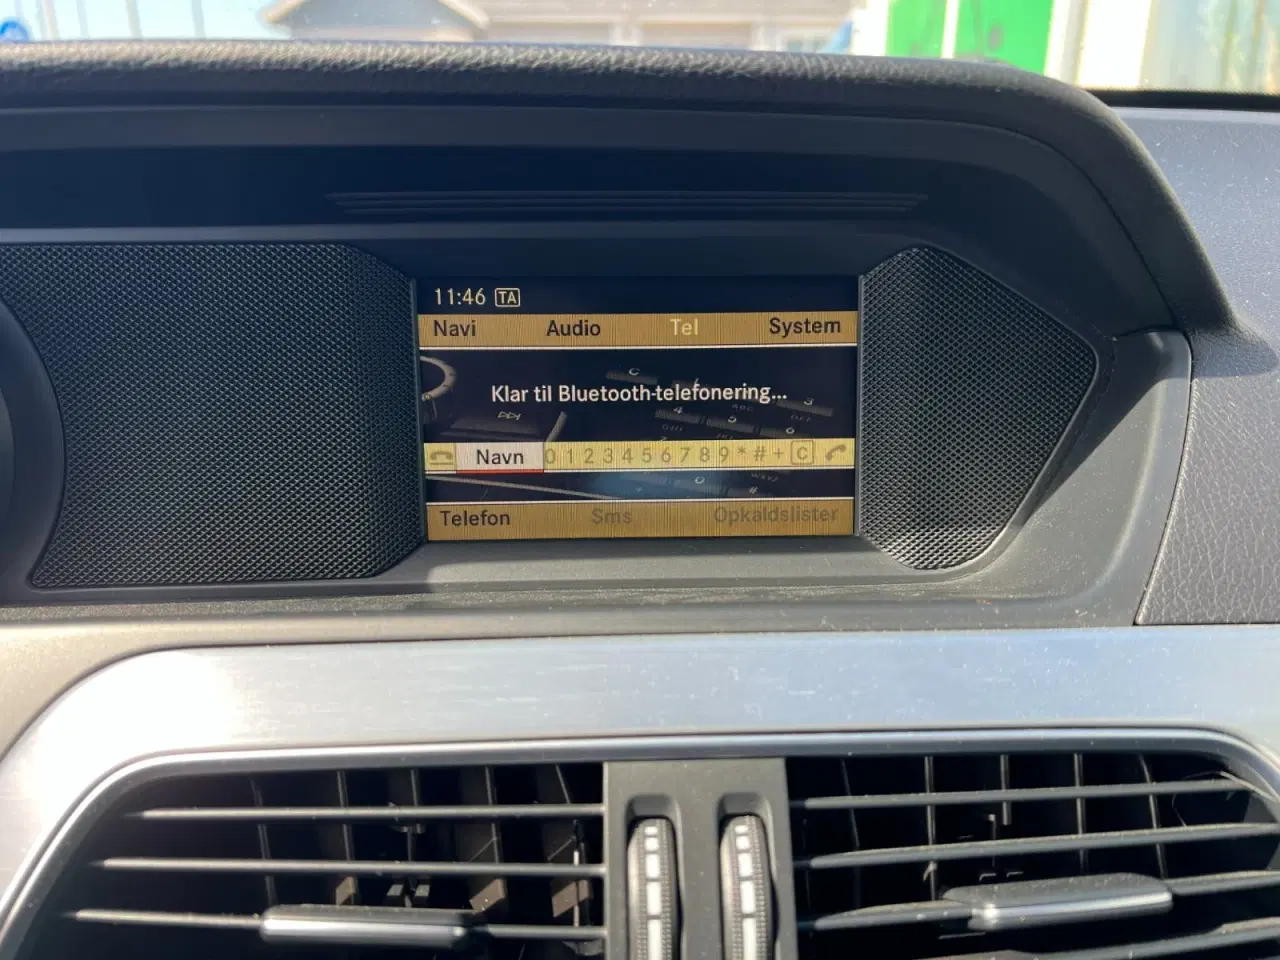 11:46 TA
Navi Audio Tel System
Klar til Bluetooth-telefonering...
Navn 0 1 2 3 4 5 6 7 8 9 * # + C
Telefon Sms Opkaldslister